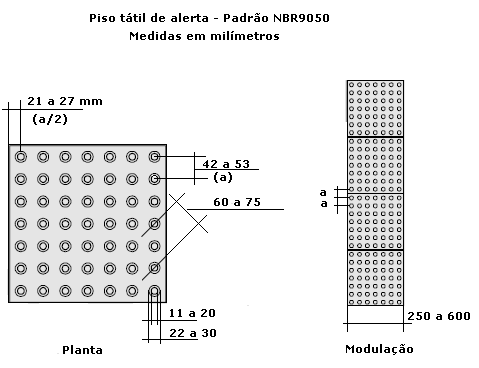 Piso tátil de alerta - Padrão NBR9050
Medidas em milímetros
21 a 27 mm
(a/2)
42 a 53
(a)
60 a 75
11 a 20
22 a 30
Planta
a
a
250 a 600
Modulação